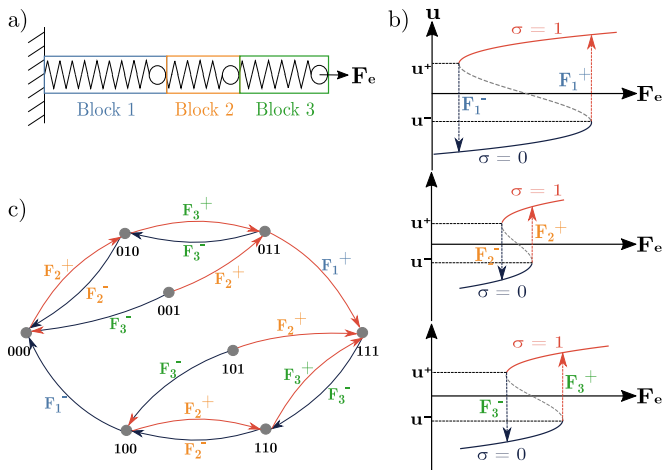 a)
Fₑ
Block 1
Block 2
Block 3
b)
u
σ = 1
u⁺
F₁⁻
F₁⁺
Fₑ
u⁻
σ = 0
σ = 1
u⁺
F₂⁻
F₂⁺
Fₑ
u⁻
σ = 0
σ = 1
u⁺
F₃⁻
F₃⁺
Fₑ
u⁻
σ = 0
c)
F₃⁺
010
F₃⁻
011
F₂⁺
F₂⁻
F₂⁺
F₁⁺
F₃⁻
001
000
F₂⁺
111
101
F₃⁻
F₃⁺
F₁⁻
F₂⁺
F₃⁻
100
F₂⁻
110